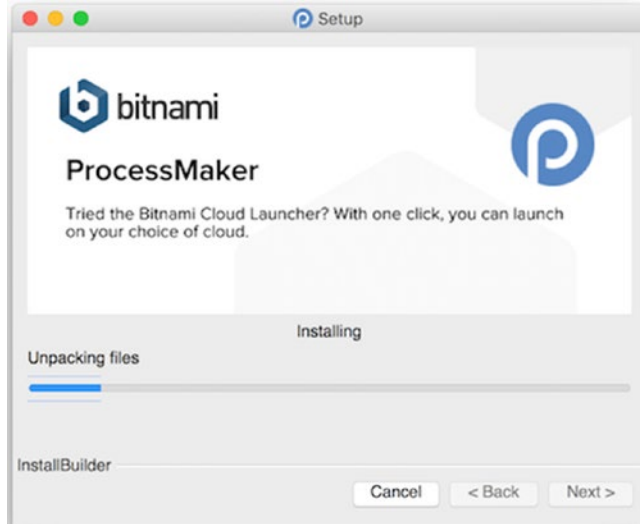 Setup
bitnami
ProcessMaker
Tried the Bitnami Cloud Launcher? With one click, you can launch
on your choice of cloud.
Installing
Unpacking files
InstallBuilder
Cancel
< Back
Next >